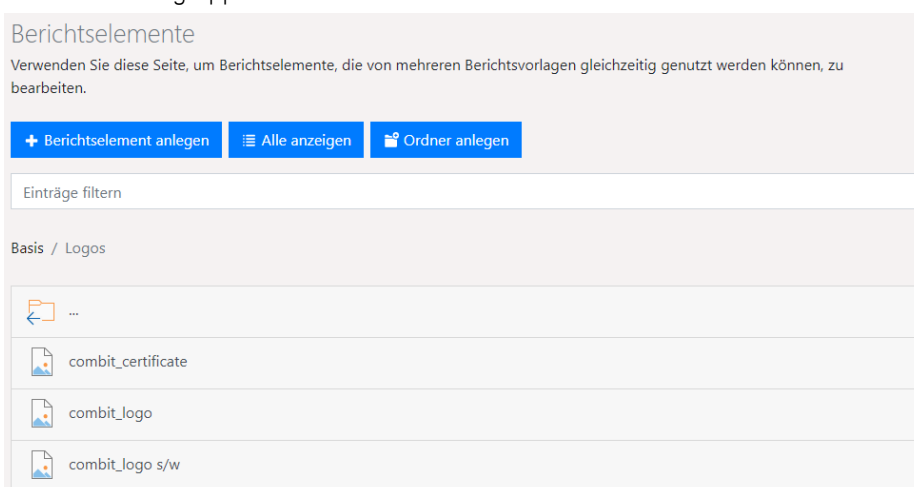 Berichtselemente
Verwenden Sie diese Seite, um Berichtselemente, die von mehreren Berichtsvorlagen gleichzeitig genutzt werden können, zu
bearbeiten.
+ Berichtselement anlegen Alle anzeigen Ordner anlegen
Einträge filtern
Basis / Logos
...
combit_certificate
combit_logo
combit_logo s/w